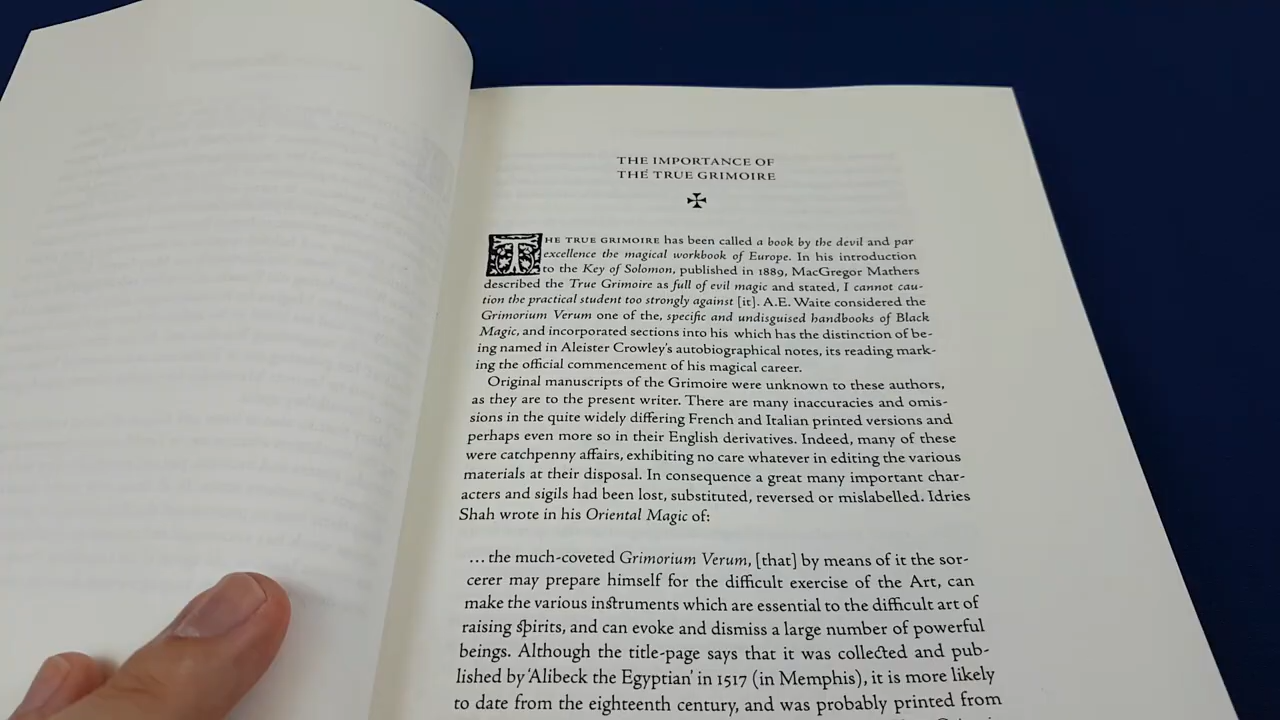 THE IMPORTANCE OF
THE TRUE GRIMOIRE
THE TRUE GRIMOIRE has been called a book by the devil and par
excellence the magical workbook of Europe. In his introduction
to the Key of Solomon, published in 1889, MacGregor Mathers
described the True Grimoire as full of evil magic and stated, I cannot cau-
tion the practical student too strongly against [it]. A.E. Waite considered the
Grimorium Verum one of the, specific and undisguised handbooks of Black
Magic, and incorporated sections into his which has the distinction of be-
ing named in Aleister Crowley's autobiographical notes, its reading mark-
ing the official commencement of his magical career.
Original manuscripts of the Grimoire were unknown to these authors,
as they are to the present writer. There are many inaccuracies and omis-
sions in the quite widely differing French and Italian printed versions and
perhaps even more so in their English derivatives. Indeed, many of these
were catchpenny affairs, exhibiting no care whatever in editing the various
materials at their disposal. In consequence a great many important char-
acters and sigils had been lost, substituted, reversed or mislabelled. Idries
Shah wrote in his Oriental Magic of:
... the much-coveted Grimorium Verum, [that] by means of it the sor-
cerer may prepare himself for the difficult exercise of the Art, can
make the various instruments which are essential to the difficult art of
raising spirits, and can evoke and dismiss a large number of powerful
beings. Although the title-page says that it was collected and pub-
lished by 'Alibeck the Egyptian' in 1517 (in Memphis), it is more likely
to date from the eighteenth century, and was probably printed from